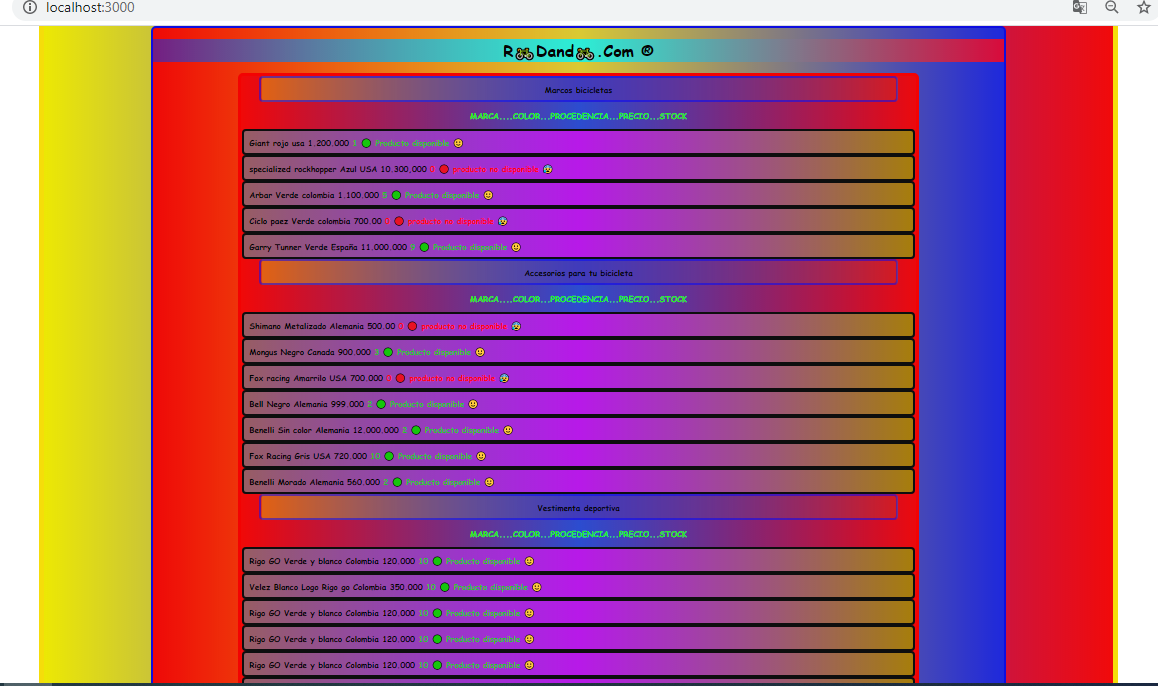 localhost:3000
R🚲Dand🚲.Com ®
Marcas bicicletas
MARCA....COLOR...PROCEDENCIA...PRECIO...STOCK
Giant rojo usa 1.200.000 1 🟢 Producto disponible 🙂
specialized rockhopper Azul USA 10.300,000 0 🔴 producto no disponible 😰
Arbar Verde colombia 1.100.000 5 🟢 Producto disponible 🙂
Ciclo paez Verde colombia 700.00 0 🔴 producto no disponible 😰
Garry Tunner Verde España 11.000,000 9 🟢 Producto disponible 🙂
Accesorios para tu bicicleta
MARCA....COLOR...PROCEDENCIA...PRECIO...STOCK
Shimano Metalizado Alemania 500.00 0 🔴 producto no disponible 😰
Mongus Negro Canada 900,000 3 🟢 Producto disponible 🙂
Fox racing Amarrilo USA 700.000 0 🔴 producto no disponible 😰
Bell Negro Alemania 999.000 2 🟢 Producto disponible 🙂
Benelli Sin color Alemania 12,000.000 2 🟢 Producto disponible 🙂
Fox Racing Gris USA 720.000 10 🟢 Producto disponible 🙂
Benelli Morado Alemania 560.000 2 🟢 Producto disponible 🙂
Vestimenta deportiva
MARCA....COLOR...PROCEDENCIA...PRECIO...STOCK
Rigo GO Verde y blanco Colombia 120.000 10 🟢 Producto disponible 🙂
Velez Blanco Logo Rigo go Colombia 350.000 10 🟢 Producto disponible 🙂
Rigo GO Verde y blanco Colombia 120.000 10 🟢 Producto disponible 🙂
Rigo GO Verde y blanco Colombia 120.000 10 🟢 Producto disponible 🙂
Rigo GO Verde y blanco Colombia 120.000 10 🟢 Producto disponible 🙂